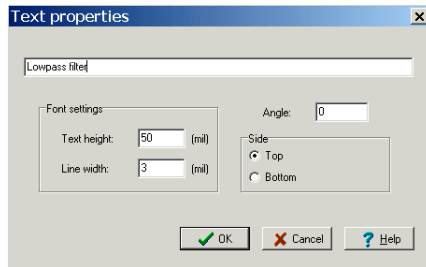 Text properties
Lowpass filter
Font settings
Text height: 50 (mil)
Line width: 3 (mil)
Angle: 0
Side
Top
Bottom
OK Cancel Help